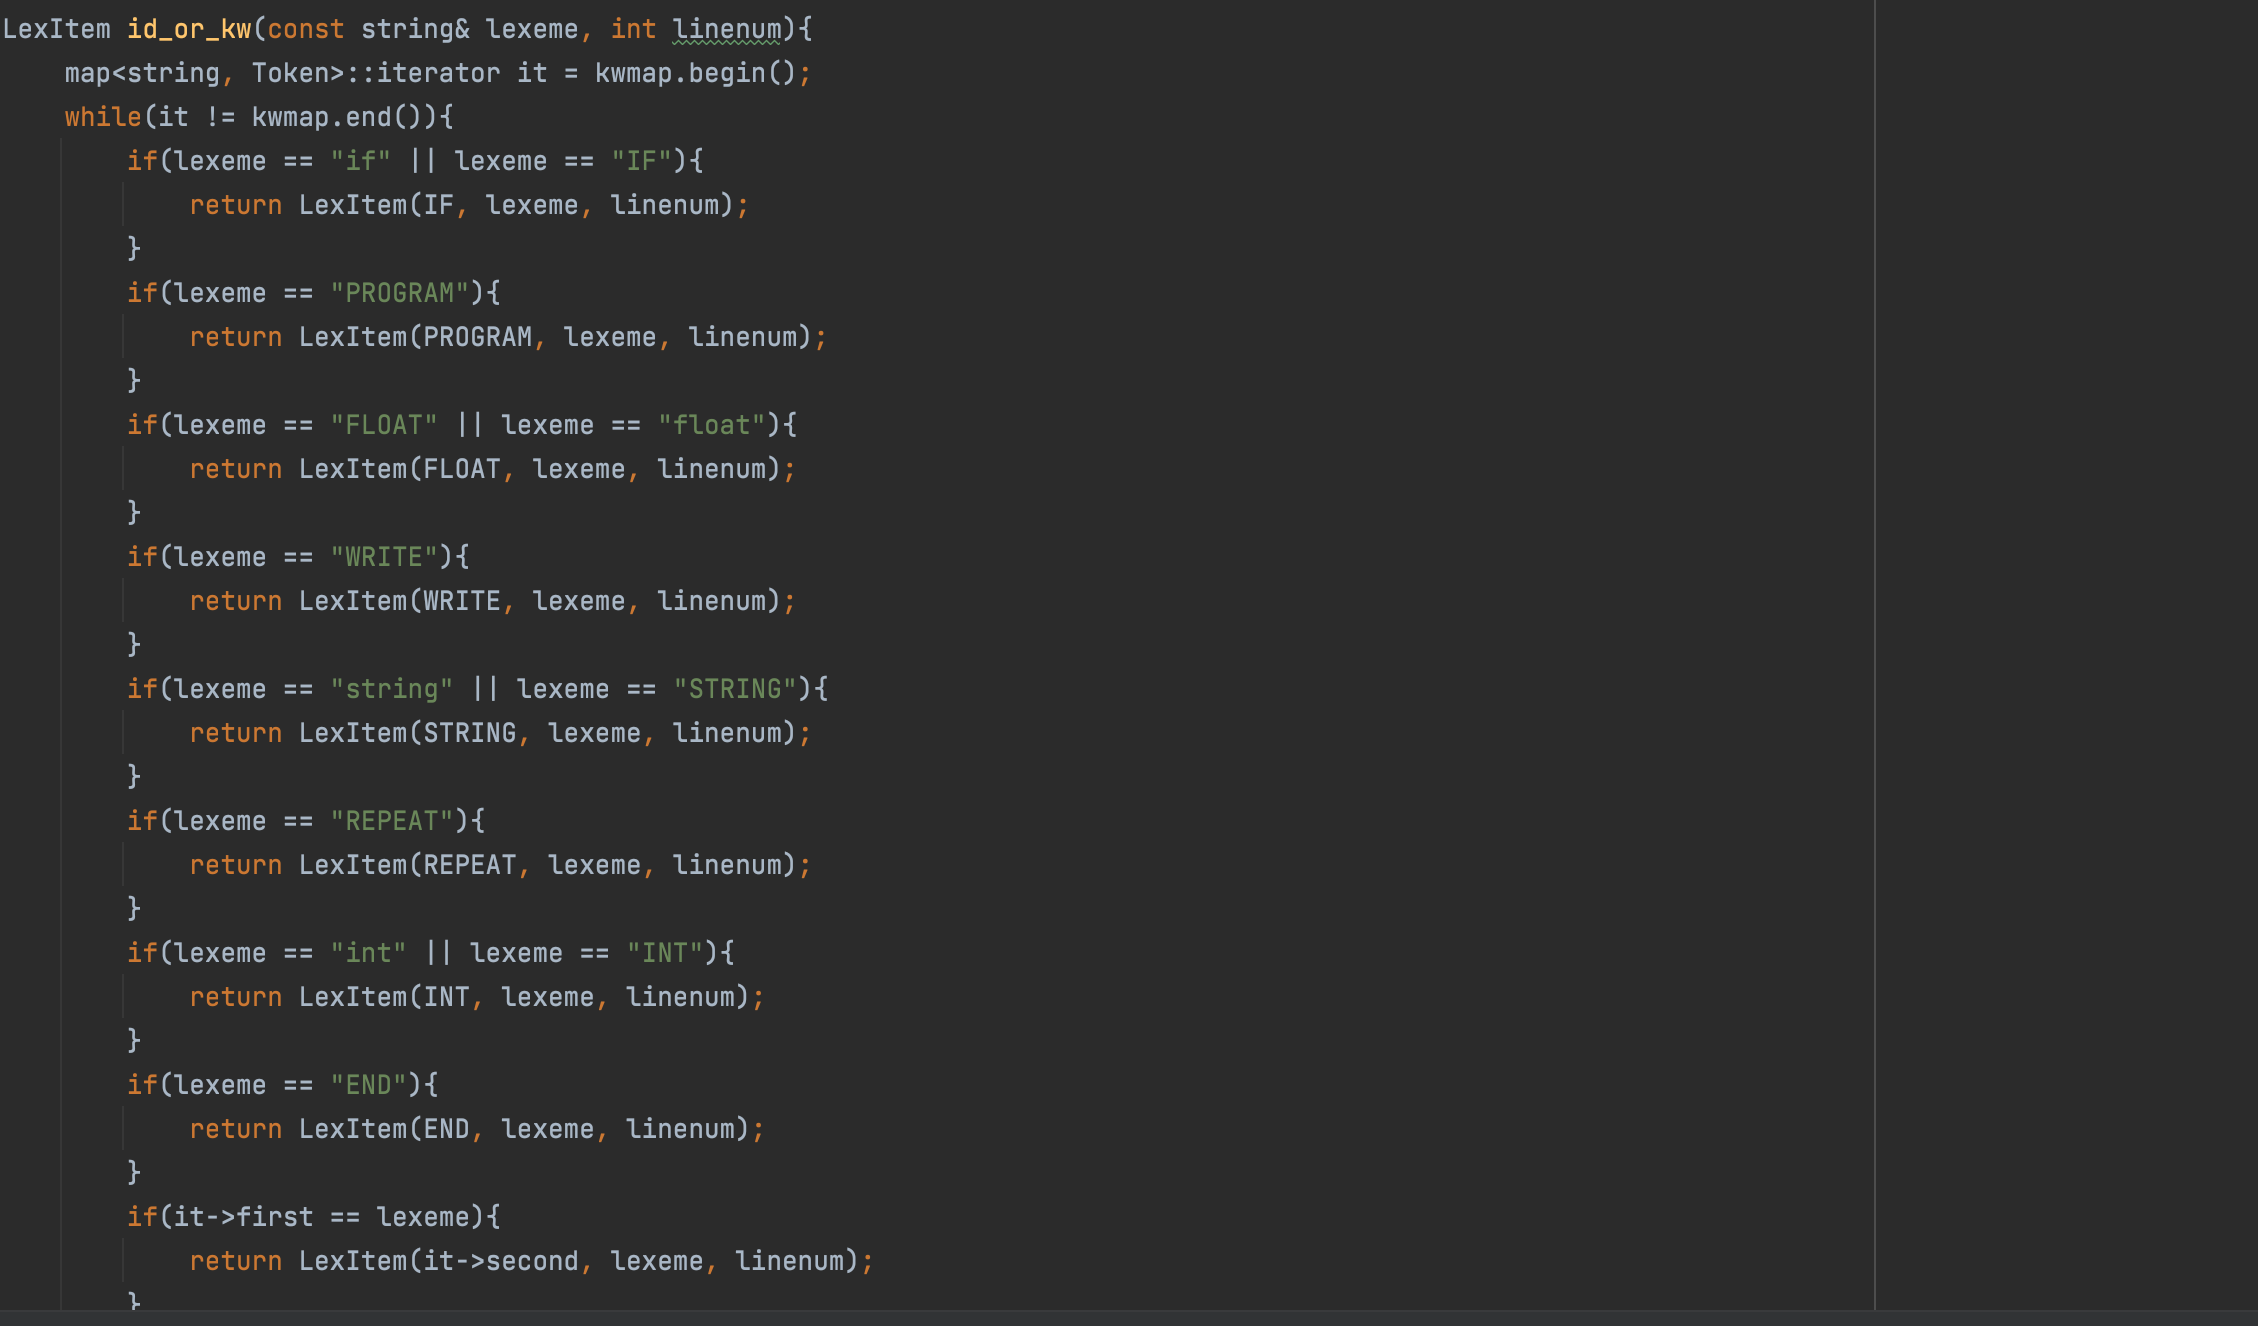 LexItem id_or_kw(const string& lexeme, int linenum){
    map<string, Token>::iterator it = kwmap.begin();
    while(it != kwmap.end()){
        if(lexeme == "if" || lexeme == "IF"){
            return LexItem(IF, lexeme, linenum);
        }
        if(lexeme == "PROGRAM"){
            return LexItem(PROGRAM, lexeme, linenum);
        }
        if(lexeme == "FLOAT" || lexeme == "float"){
            return LexItem(FLOAT, lexeme, linenum);
        }
        if(lexeme == "WRITE"){
            return LexItem(WRITE, lexeme, linenum);
        }
        if(lexeme == "string" || lexeme == "STRING"){
            return LexItem(STRING, lexeme, linenum);
        }
        if(lexeme == "REPEAT"){
            return LexItem(REPEAT, lexeme, linenum);
        }
        if(lexeme == "int" || lexeme == "INT"){
            return LexItem(INT, lexeme, linenum);
        }
        if(lexeme == "END"){
            return LexItem(END, lexeme, linenum);
        }
        if(it->first == lexeme){
            return LexItem(it->second, lexeme, linenum);
        }